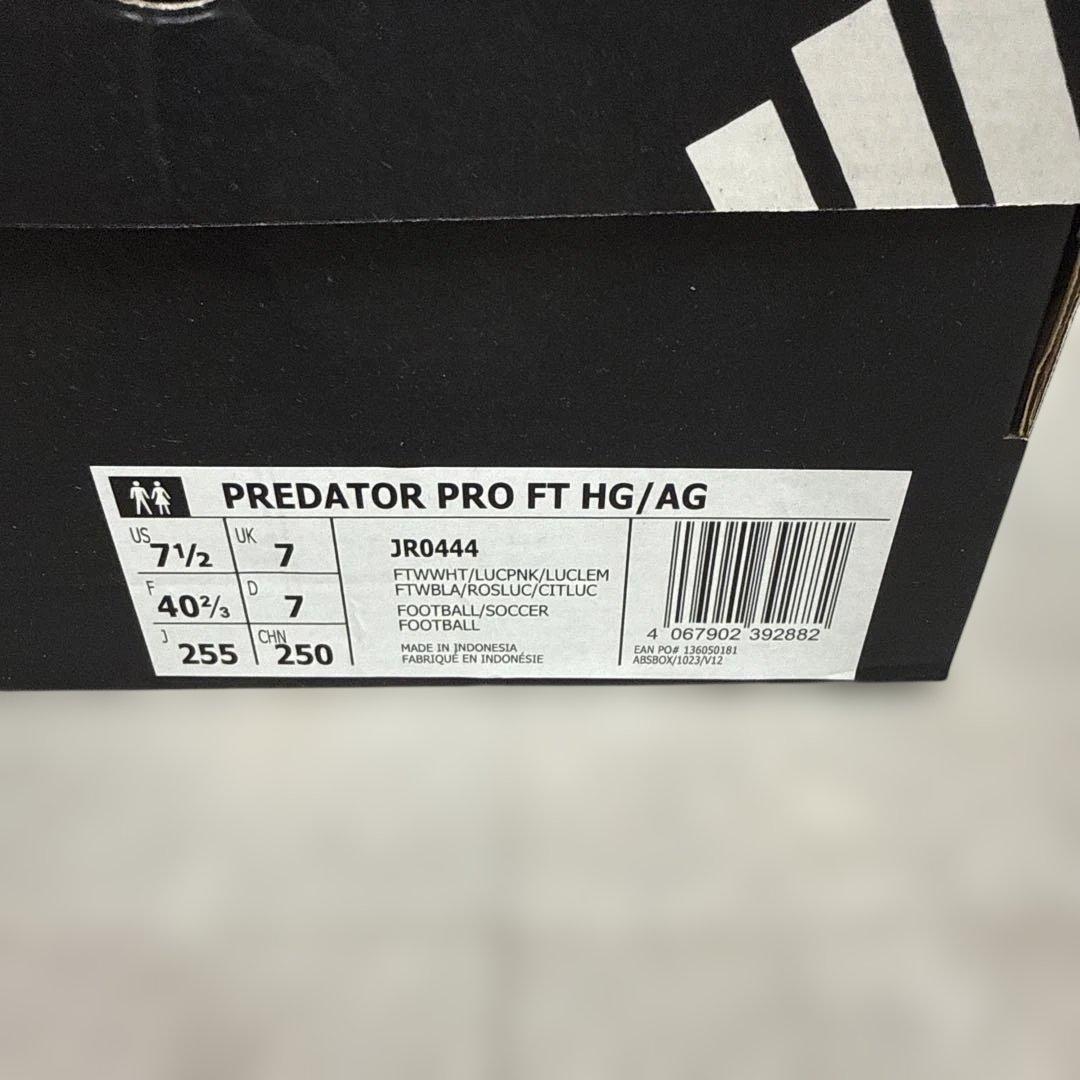 PREDATOR PRO FT HG/AG
US 7½ UK 7
F 40⅔ D 7
J 255 CHN 250
JR0444
FTWWHT/LUCPNK/LUCLEM
FTWBLA/ROSLUC/CITLUC
FOOTBALL/SOCCER
FOOTBALL
MADE IN INDONESIA
FABRIQUÉ EN INDONÉSIE
4 067902 392882
EAN PO# 136050181
ABSBOX/1023/V12